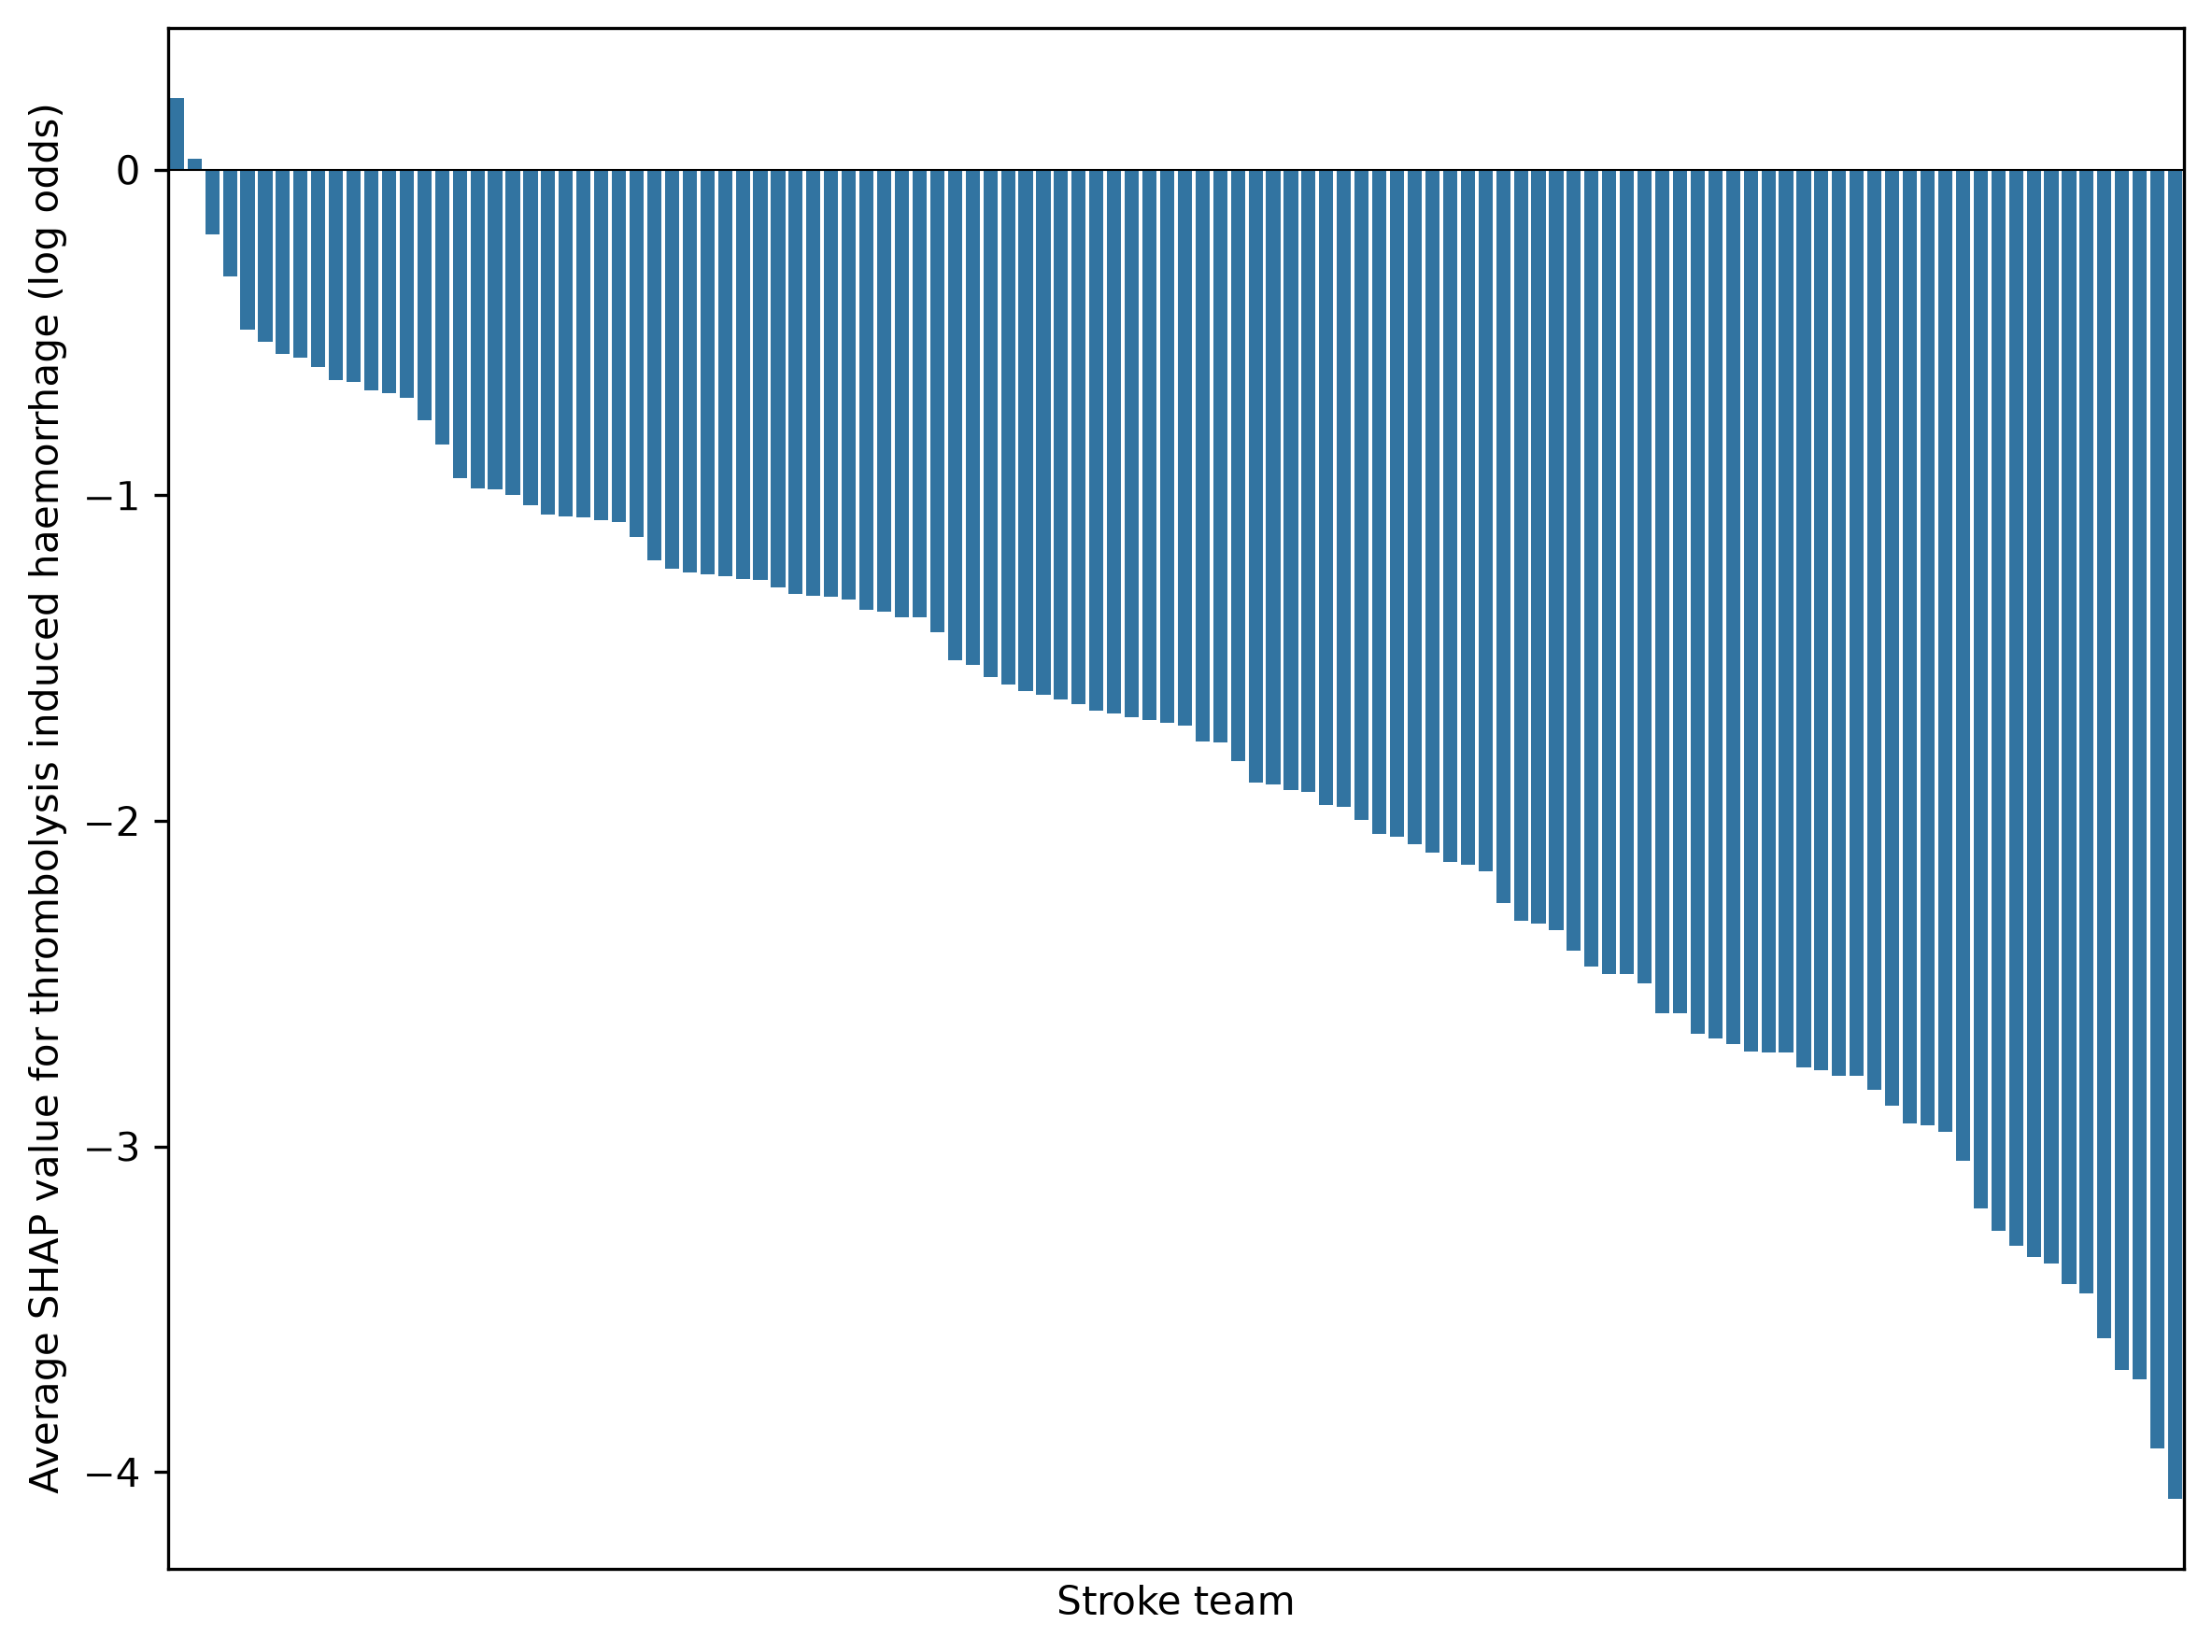 Average SHAP value for thrombolysis induced haemorrhage (log odds)
0
−1
−2
−3
−4
Stroke team